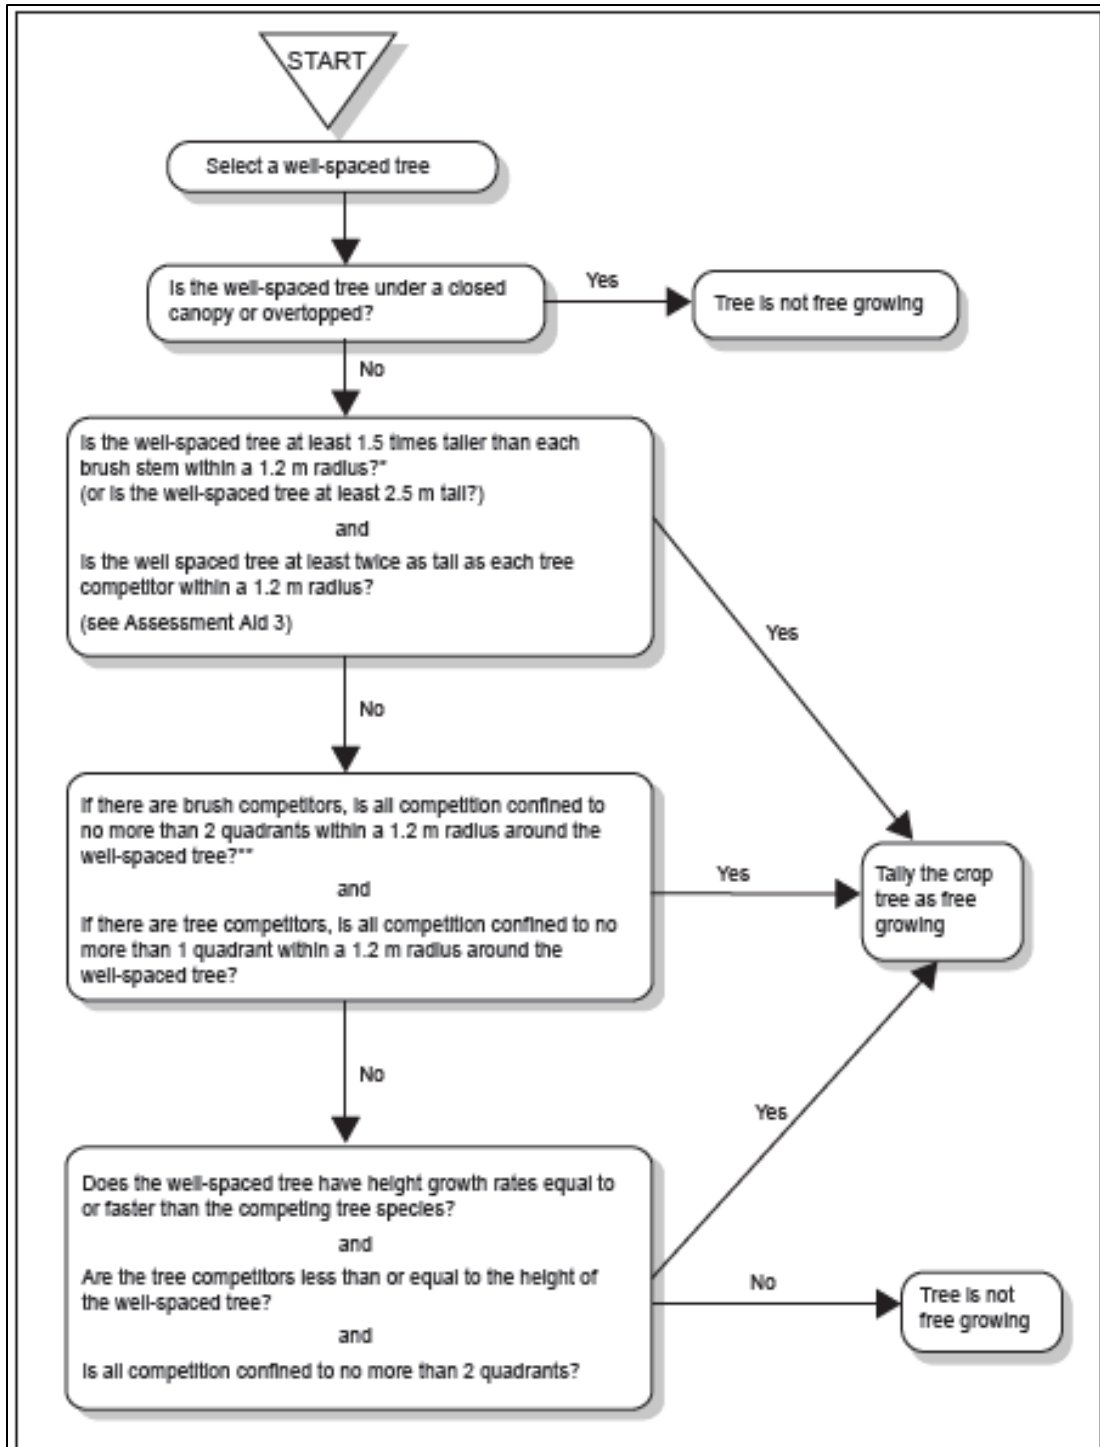 START
Select a well-spaced tree
Is the well-spaced tree under a closed
canopy or overtopped?
Yes
Tree is not free growing
No
Is the well-spaced tree at least 1.5 times taller than each
brush stem within a 1.2 m radius?*
(or is the well-spaced tree at least 2.5 m tall?)
and
Is the well spaced tree at least twice as tall as each tree
competitor within a 1.2 m radius?
(see Assessment Aid 3)
Yes
No
If there are brush competitors, is all competition confined to
no more than 2 quadrants within a 1.2 m radius around the
well-spaced tree?**
and
If there are tree competitors, is all competition confined to no
more than 1 quadrant within a 1.2 m radius around the
well-spaced tree?
Yes
Tally the crop
tree as free
growing
No
Does the well-spaced tree have height growth rates equal to
or faster than the competing tree species?
and
Are the tree competitors less than or equal to the height of
the well-spaced tree?
and
Is all competition confined to no more than 2 quadrants?
Yes
No
Tree is not
free growing